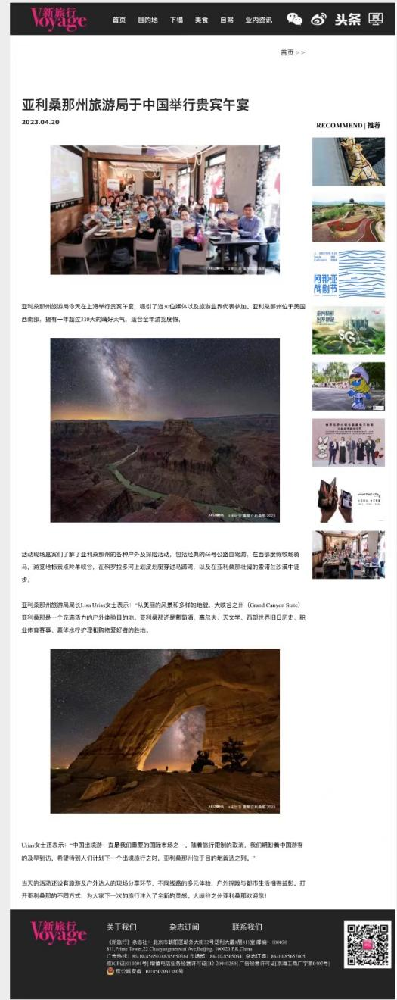 新旅行
Voyage
首页 目的地 下榻 美食 自驾 业内资讯 头条
首页 > >
亚利桑那州旅游局于中国举行贵宾午宴
2023.04.20
RECOMMEND | 推荐
亚利桑那州旅游局今天在上海举行贵宾午宴，吸引了近30位媒体以及旅游业界代表参加。亚利桑那州位于美国
西南部，拥有一年超过330天的晴好天气，适合全年游览度假。
阿那亚
戏剧节
ARIZONA
活动现场嘉宾们了解了亚利桑那州的各种户外及探险活动，包括经典的66号公路自驾游，在西部度假牧场骑
马，游览地标景点羚羊峡谷，在科罗拉多河上划皮划艇穿过马蹄湾，以及在亚利桑那壮阔的索诺兰沙漠中徒
步。
亚利桑那州旅游局局长Lisa Urias女士表示：“从美丽的风景和多样的地貌，大峡谷之州（Grand Canyon State）
亚利桑那是一个充满活力的户外体验目的地。亚利桑那还是葡萄酒、高尔夫、天文学、西部世界旧日历史、职
业体育赛事、豪华水疗护理和购物爱好者的胜地。
ARIZONA
Urias女士还表示：“中国出境游一直是我们重要的国际市场之一。随着旅行限制的取消，我们期盼着中国游客
的及早到访，希望待到人们计划下一个出境旅行之时，亚利桑那州位于目的地首选之列。”
当天的活动还设有旅游及户外达人的现场分享环节，不同线路的多元体验，户外探险与都市生活相得益彰。打
开亚利桑那的不同方式，为大家下一次的旅行注入了全新的灵感。大峡谷之州亚利桑那欢迎您！
新旅行
Voyage
关于我们 杂志订阅 联系我们
《新旅行》杂志社：北京市朝阳区朝外大街22号泛利大厦8层811室 邮编：100020
811,Prime Tower,22 Chaoyangmenwai Ave,Beijing. 100020 P.R.China
广告热线：86-10-85650388/85650384 市场部：86-10-85650341 杂志订阅：86-10-85657005
京ICP证[010201号] 增值电信业务经营许可证[B2-20040250] 广告经营许可证[京海工商广字第0407号]
京公网安备 11010502031380号